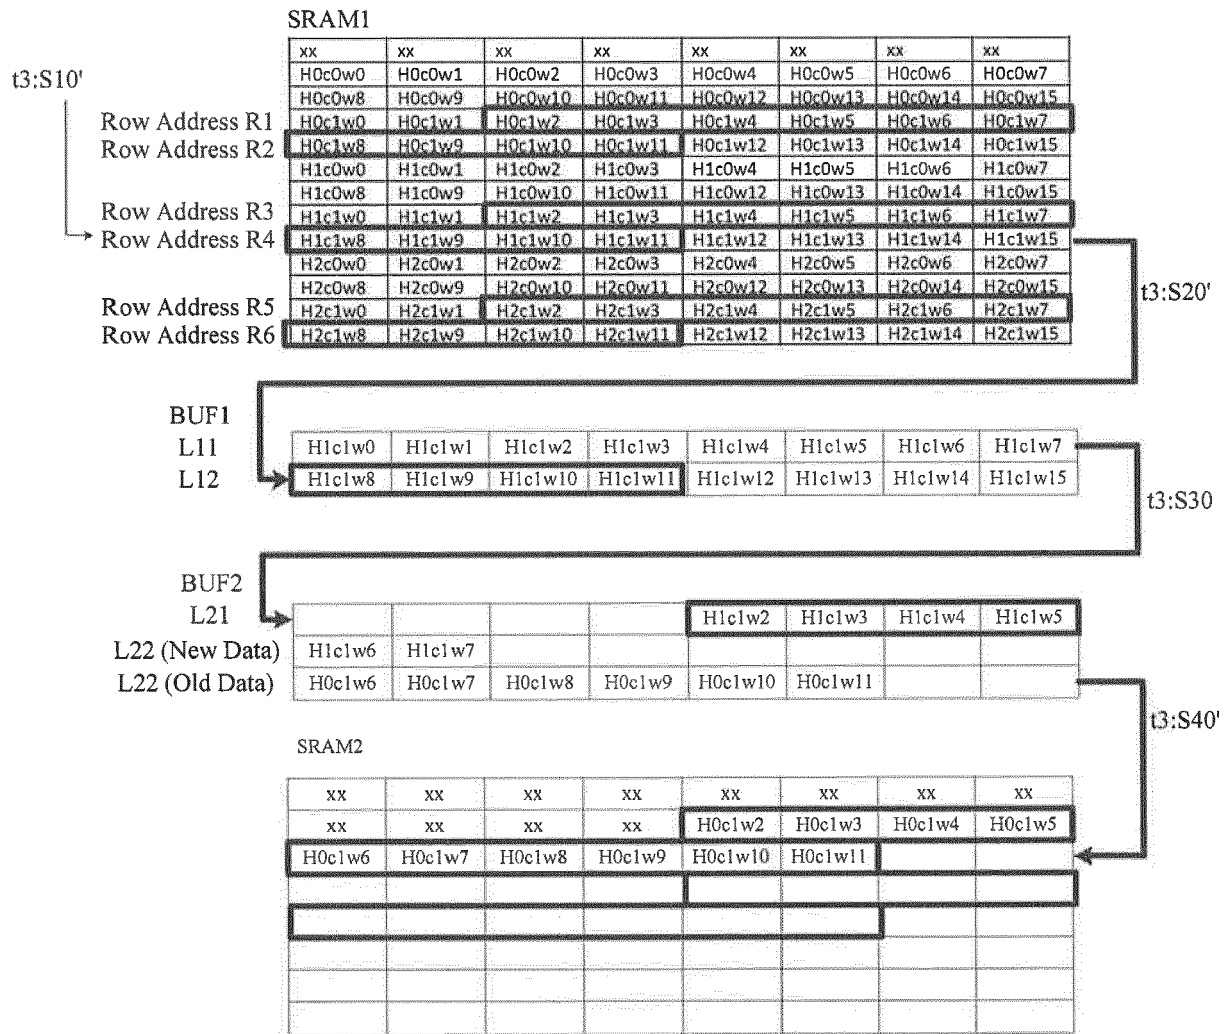 SRAM1
xx xx xx xx xx xx xx xx
t3:S10'
H0c0w0 H0c0w1 H0c0w2 H0c0w3 H0c0w4 H0c0w5 H0c0w6 H0c0w7
H0c0w8 H0c0w9 H0c0w10 H0c0w11 H0c0w12 H0c0w13 H0c0w14 H0c0w15
Row Address R1 H0c1w0 H0c1w1 H0c1w2 H0c1w3 H0c1w4 H0c1w5 H0c1w6 H0c1w7
Row Address R2 H0c1w8 H0c1w9 H0c1w10 H0c1w11 H0c1w12 H0c1w13 H0c1w14 H0c1w15
H1c0w0 H1c0w1 H1c0w2 H1c0w3 H1c0w4 H1c0w5 H1c0w6 H1c0w7
H1c0w8 H1c0w9 H1c0w10 H1c0w11 H1c0w12 H1c0w13 H1c0w14 H1c0w15
Row Address R3 H1c1w0 H1c1w1 H1c1w2 H1c1w3 H1c1w4 H1c1w5 H1c1w6 H1c1w7
Row Address R4 H1c1w8 H1c1w9 H1c1w10 H1c1w11 H1c1w12 H1c1w13 H1c1w14 H1c1w15
H2c0w0 H2c0w1 H2c0w2 H2c0w3 H2c0w4 H2c0w5 H2c0w6 H2c0w7
H2c0w8 H2c0w9 H2c0w10 H2c0w11 H2c0w12 H2c0w13 H2c0w14 H2c0w15
t3:S20'
Row Address R5 H2c1w0 H2c1w1 H2c1w2 H2c1w3 H2c1w4 H2c1w5 H2c1w6 H2c1w7
Row Address R6 H2c1w8 H2c1w9 H2c1w10 H2c1w11 H2c1w12 H2c1w13 H2c1w14 H2c1w15
BUF1
L11 H1c1w0 H1c1w1 H1c1w2 H1c1w3 H1c1w4 H1c1w5 H1c1w6 H1c1w7
L12 H1c1w8 H1c1w9 H1c1w10 H1c1w11 H1c1w12 H1c1w13 H1c1w14 H1c1w15
t3:S30
BUF2
L21 H1c1w2 H1c1w3 H1c1w4 H1c1w5
L22 (New Data) H1c1w6 H1c1w7
L22 (Old Data) H0c1w6 H0c1w7 H0c1w8 H0c1w9 H0c1w10 H0c1w11
t3:S40'
SRAM2
xx xx xx xx xx xx xx xx
xx xx xx xx H0c1w2 H0c1w3 H0c1w4 H0c1w5
H0c1w6 H0c1w7 H0c1w8 H0c1w9 H0c1w10 H0c1w11